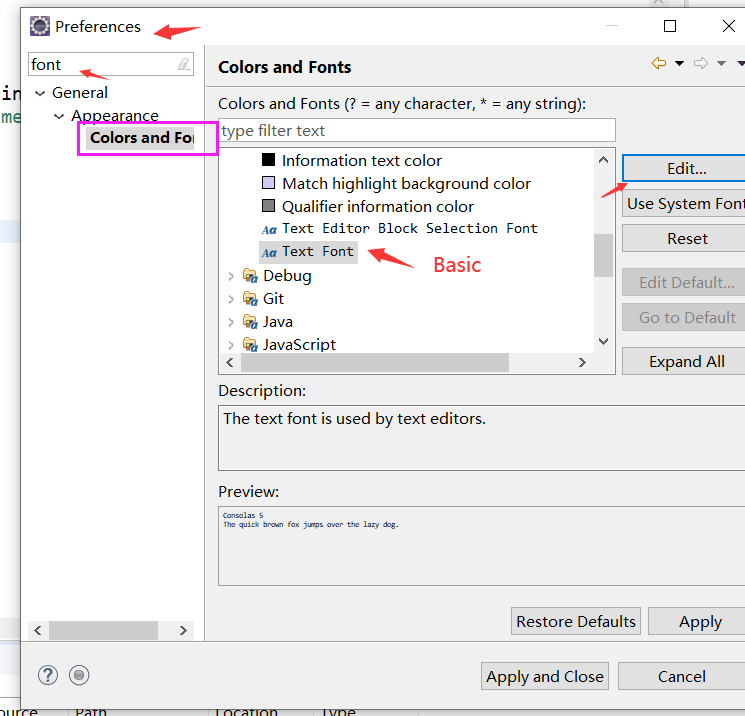 Preferences
font
General
Appearance
Colors and For
Colors and Fonts
Colors and Fonts (? = any character, * = any string):
type filter text
Information text color
Match highlight background color
Qualifier information color
Aa Text Editor Block Selection Font
Aa Text Font
Basic
Debug
Git
Java
JavaScript
Edit...
Use System Font
Reset
Edit Default...
Go to Default
Expand All
Description:
The text font is used by text editors.
Preview:
Consolas 5
The quick brown fox jumps over the lazy dog.
Restore Defaults
Apply
?
Apply and Close
Cancel
in
me
ource
Path
Location
Type